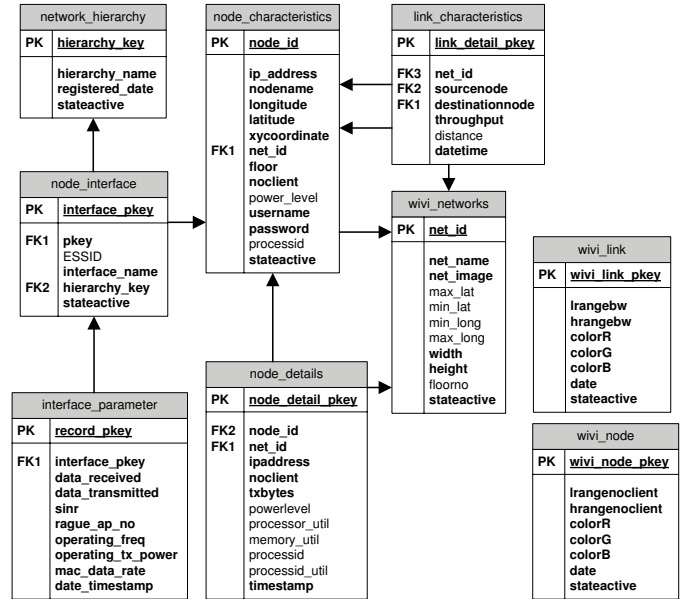 network_hierarchy
PK hierarchy_key
hierarchy_name
registered_date
stateactive
node_characteristics
PK node_id
ip_address
nodename
longitude
latitude
xycoordinate
FK1 net_id
floor
noclient
power_level
username
password
processid
stateactive
link_characteristics
PK link_detail_pkey
FK3 net_id
FK2 sourcenode
FK1 destinationnode
throughput
distance
datetime
node_interface
PK interface_pkey
FK1 pkey
ESSID
interface_name
FK2 hierarchy_key
stateactive
wivi_networks
PK net_id
net_name
net_image
max_lat
min_lat
min_long
max_long
width
height
floorno
stateactive
wivi_link
PK wivi_link_pkey
lrangebw
hrangebw
colorR
colorG
colorB
date
stateactive
interface_parameter
PK record_pkey
FK1 interface_pkey
data_received
data_transmitted
sinr
rague_ap_no
operating_freq
operating_tx_power
mac_data_rate
date_timestamp
node_details
PK node_detail_pkey
FK2 node_id
FK1 net_id
ipaddress
noclient
txbytes
powerlevel
processor_util
memory_util
processid
processid_util
timestamp
wivi_node
PK wivi_node_pkey
lrangenoclient
hrangenoclient
colorR
colorG
colorB
date
stateactive